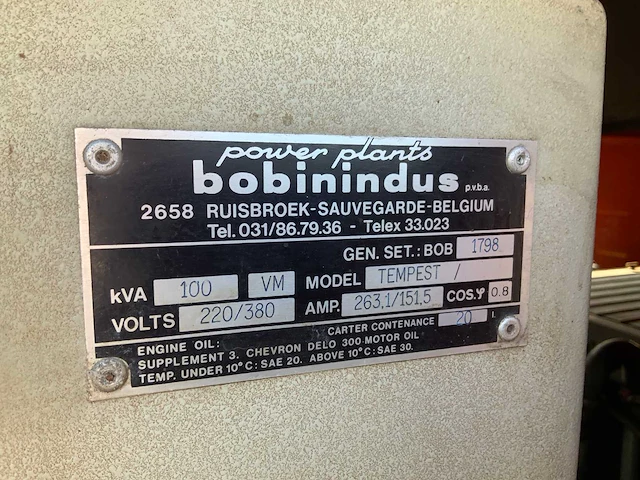 power plants
bobinindus p.v.b.a.
2658 RUISBROEK-SAUVEGARDE-BELGIUM
Tel. 031/86.79.36 - Telex 33.023
GEN. SET.: BOB 1798
kVA 100 VM MODEL TEMPEST /
VOLTS 220/380 AMP. 263,1/151,5 COS.φ 0.8
CARTER CONTENANCE 20 l.
ENGINE OIL:
SUPPLEMENT 3. CHEVRON DELO 300 MOTOR OIL
TEMP. UNDER 10°C: SAE 20. ABOVE 10°C: SAE 30.